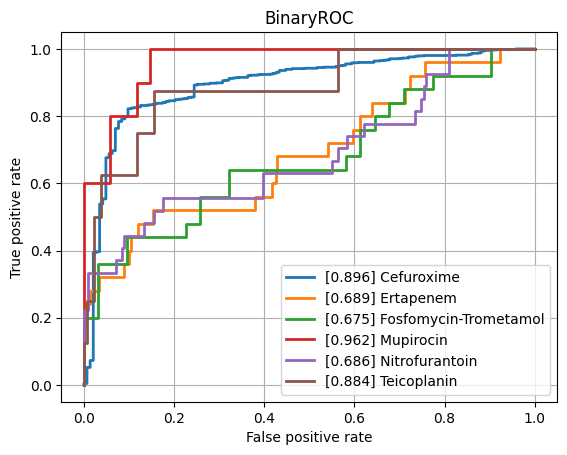 BinaryROC
True positive rate
1.0
0.8
0.6
0.4
0.2
0.0
[0.896] Cefuroxime
[0.689] Ertapenem
[0.675] Fosfomycin-Trometamol
[0.962] Mupirocin
[0.686] Nitrofurantoin
[0.884] Teicoplanin
0.0 0.2 0.4 0.6 0.8 1.0
False positive rate